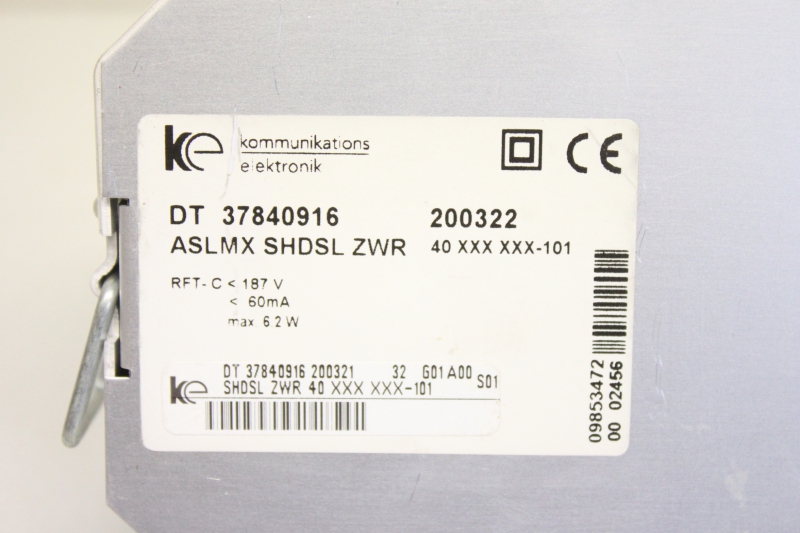 ke kommunikations
elektronik
CE
DT 37840916 200322
ASLMX SHDSL ZWR 40 XXX XXX-101
RFT-C < 187 V
< 60mA
max. 6.2 W
DT 37840916 200321 32 G01 A00
ke SHDSL ZWR 40 XXX XXX-101 S01
09853472
00 02456